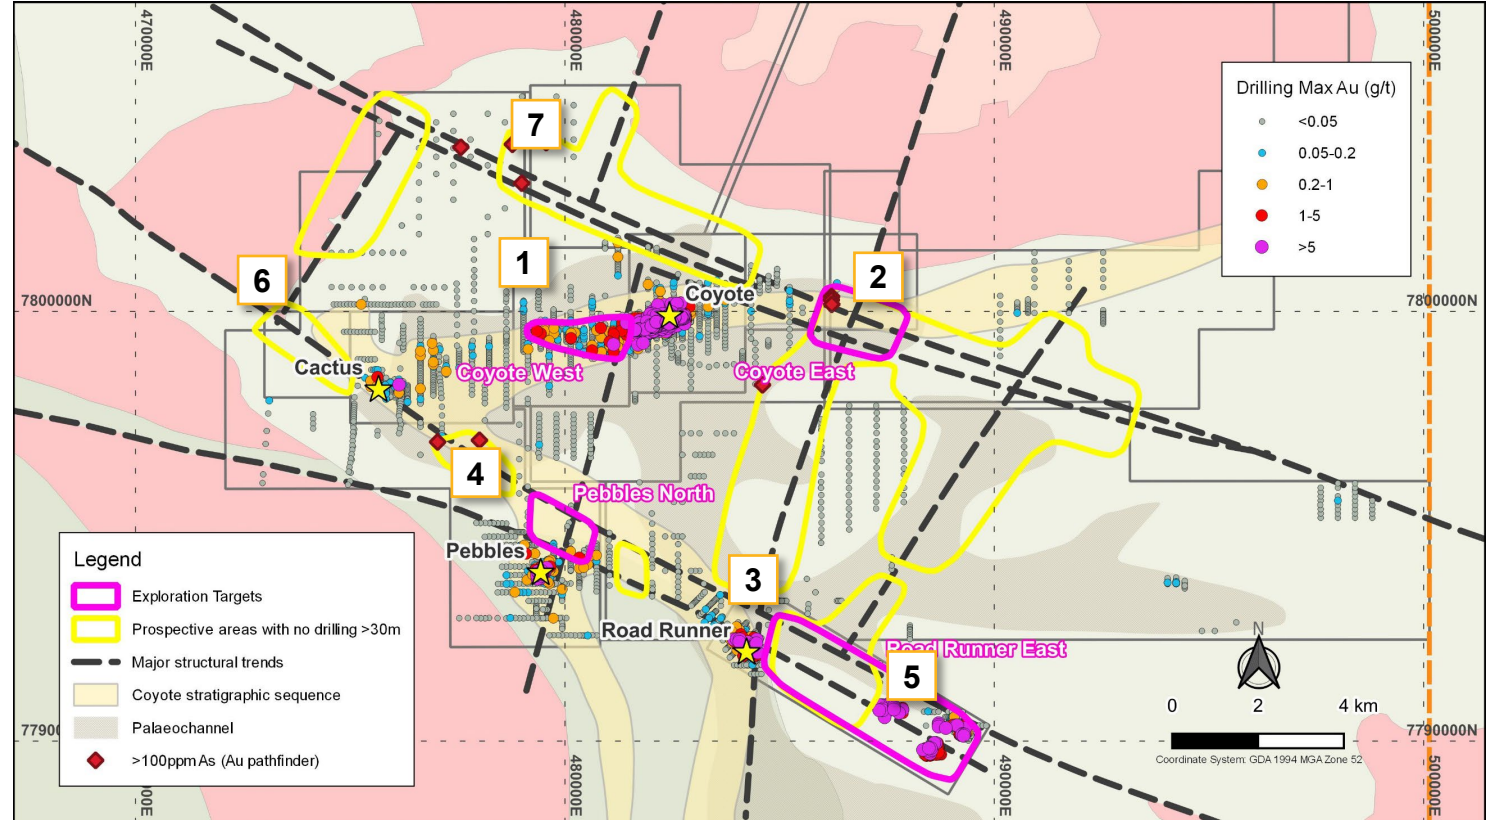 470000E
480000E
490000E
500000E
Drilling Max Au (g/t)
<0.05
0.05-0.2
0.2-1
1-5
>5
7
1
2
6
Coyote
7800000N
7800000N
Cactus
Coyote West
Coyote East
4
Pebbles North
Pebbles
3
Road Runner
Road Runner East
5
Legend
Exploration Targets
Prospective areas with no drilling >30m
Major structural trends
Coyote stratigraphic sequence
Palaeochannel
>100ppm As (Au pathfinder)
N
0 2 4 km
7790000N
Coordinate System: GDA 1994 MGA Zone 52
7790
000E
480000E
490000E
500000E